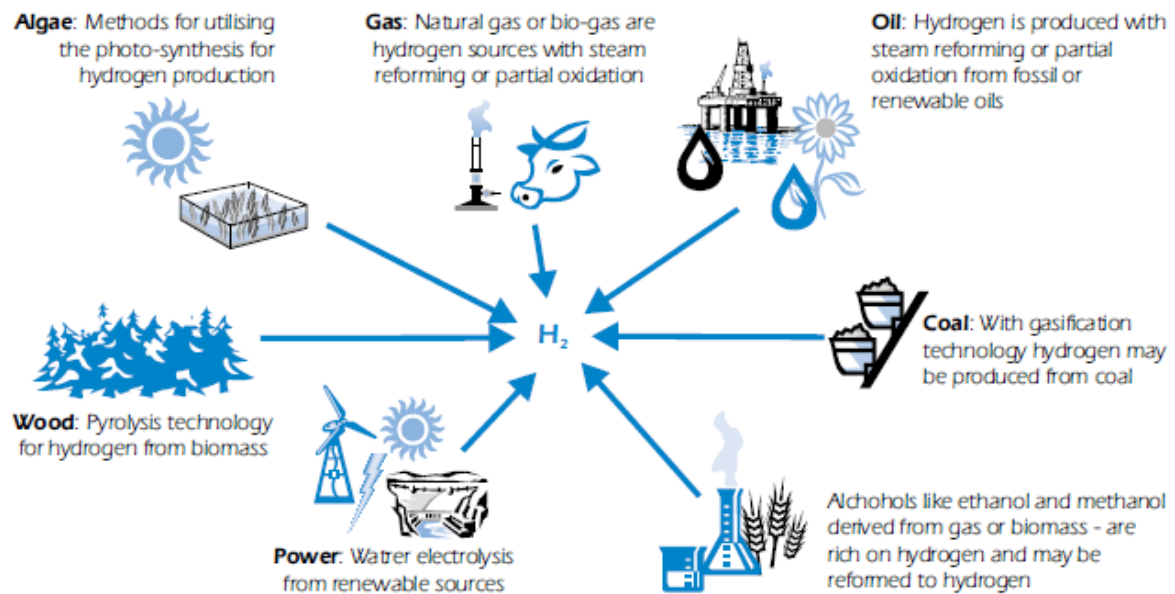 Algae: Methods for utilising
the photo-synthesis for
hydrogen production
Gas: Natural gas or bio-gas are
hydrogen sources with steam
reforming or partial oxidation
Oil: Hydrogen is produced with
steam reforming or partial
oxidation from fossil or
renewable oils
H₂
Coal: With gasification
technology hydrogen may
be produced from coal
Wood: Pyrolysis technology
for hydrogen from biomass
Power: Watrer electrolysis
from renewable sources
Alchohols like ethanol and methanol
derived from gas or biomass - are
rich on hydrogen and may be
reformed to hydrogen